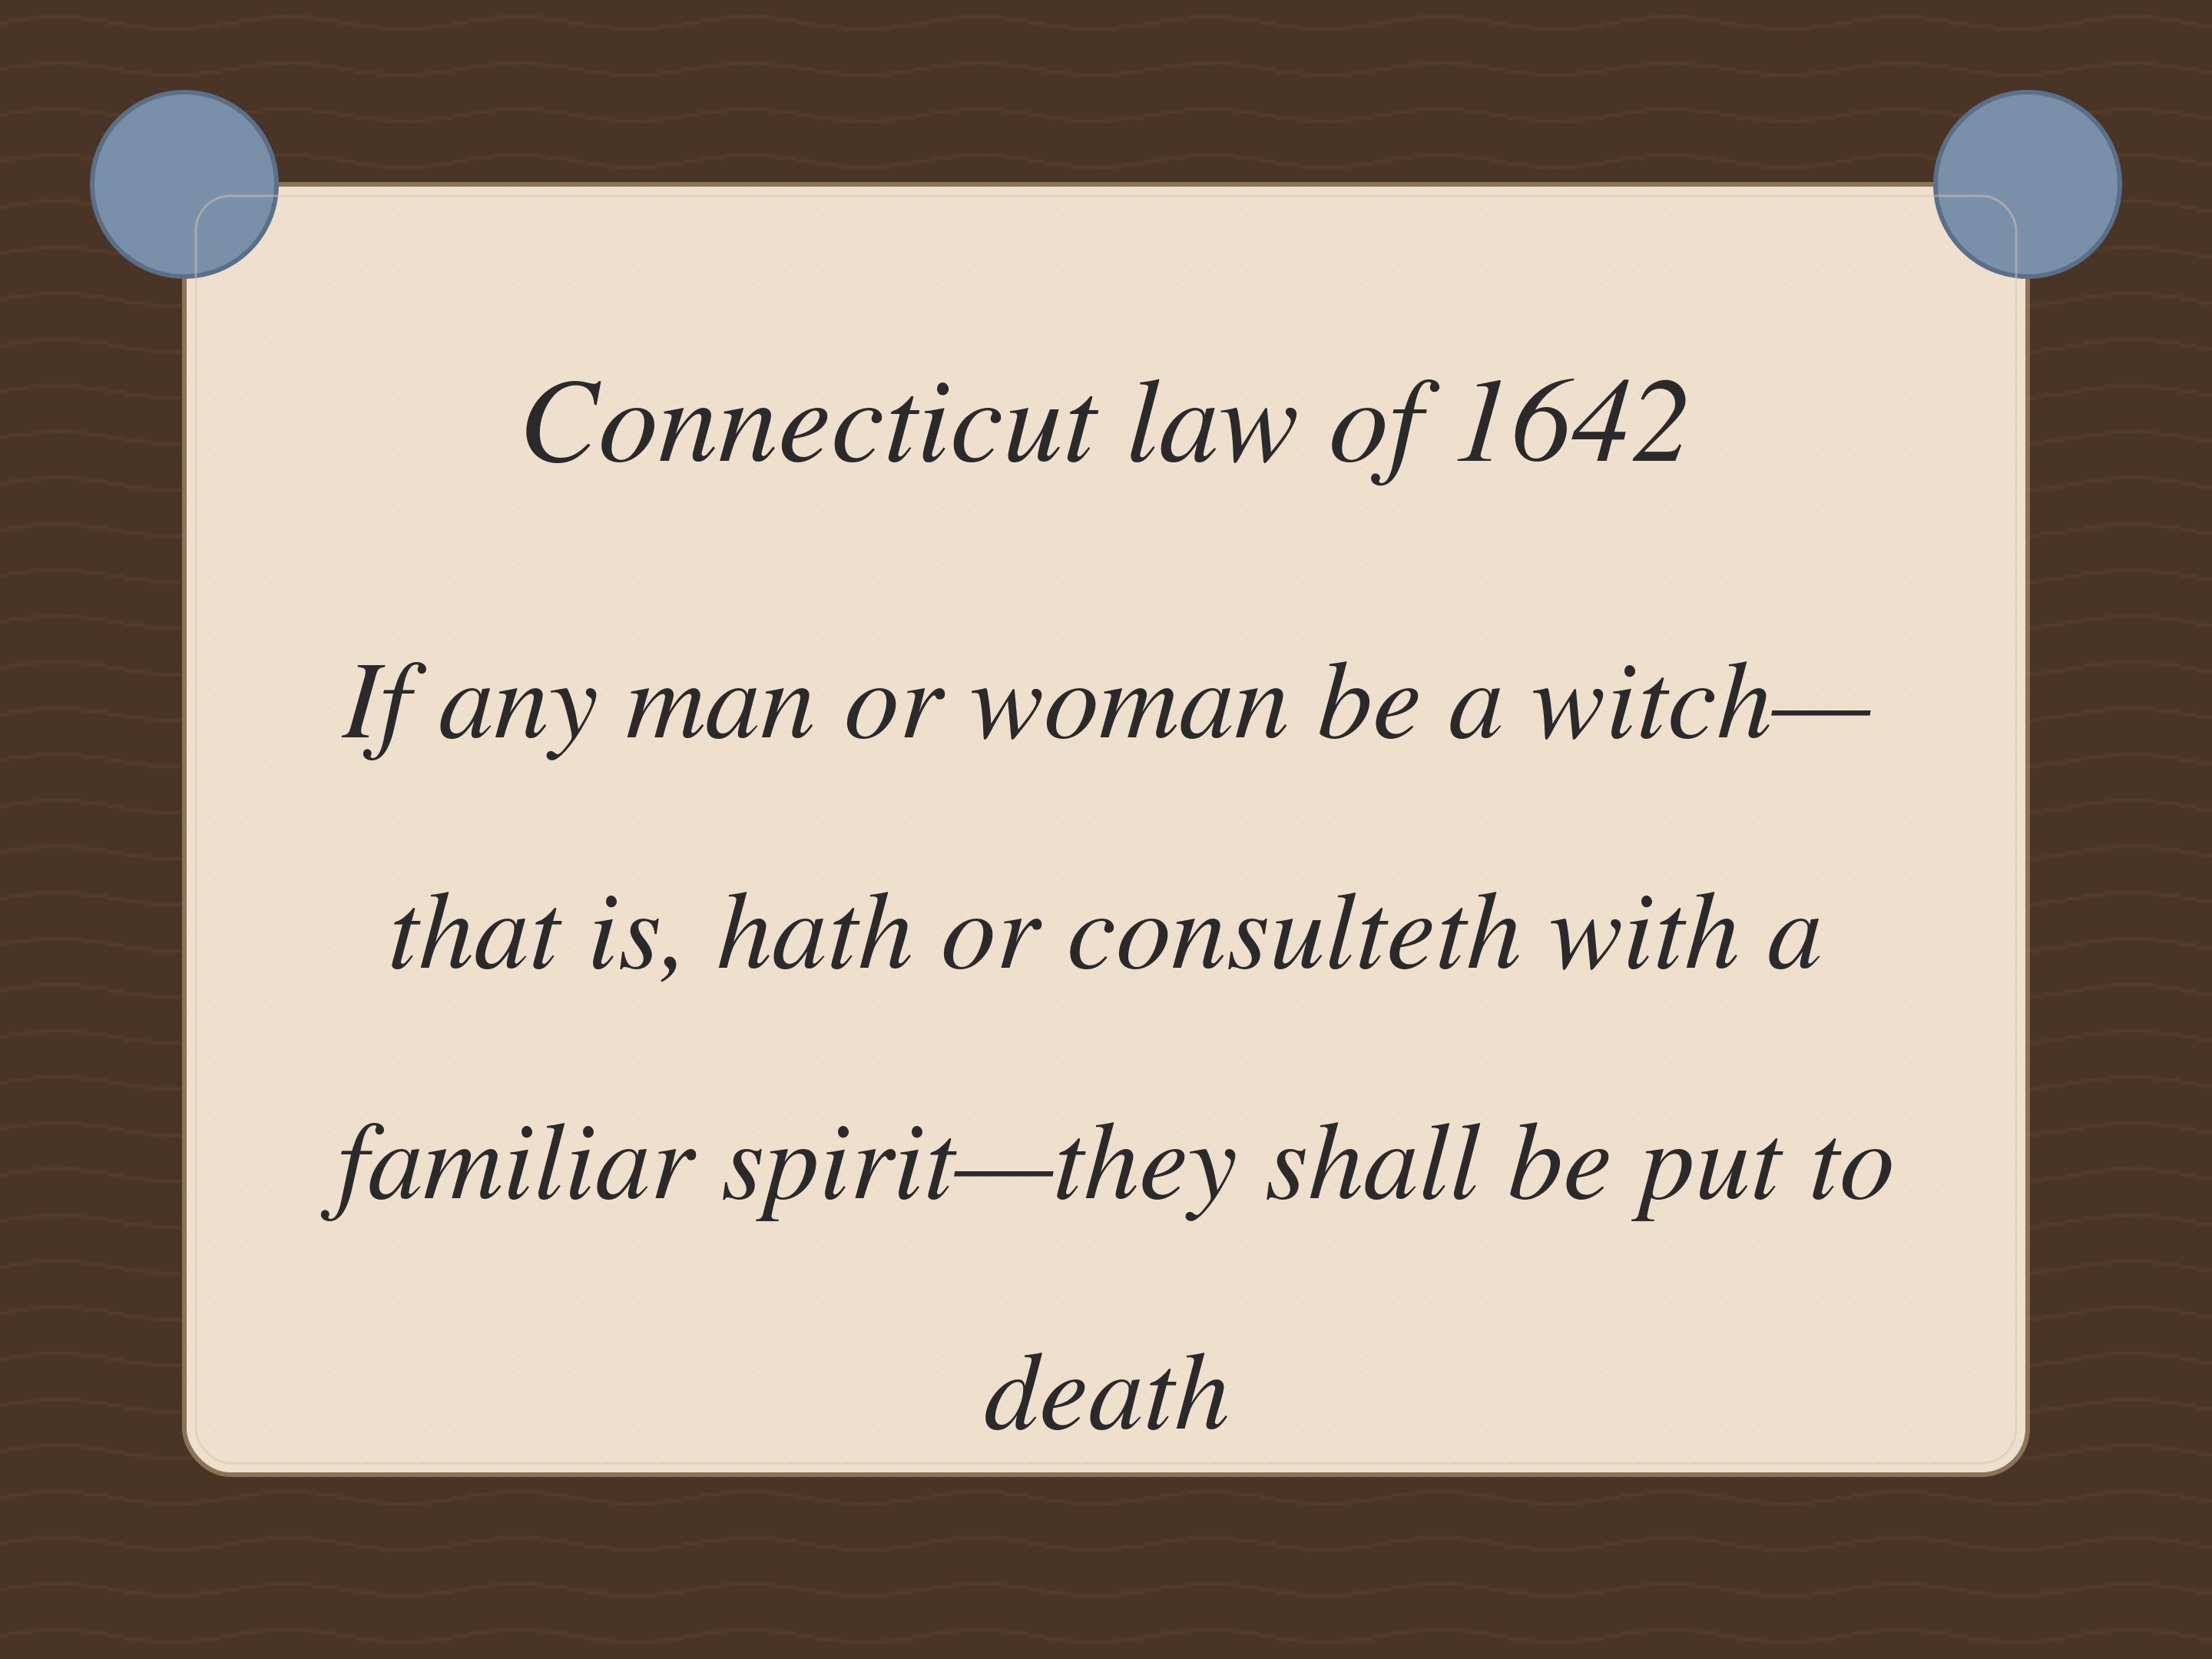 Connecticut law of 1642
If any man or woman be a witch—
that is, hath or consulteth with a
familiar spirit—they shall be put to
death